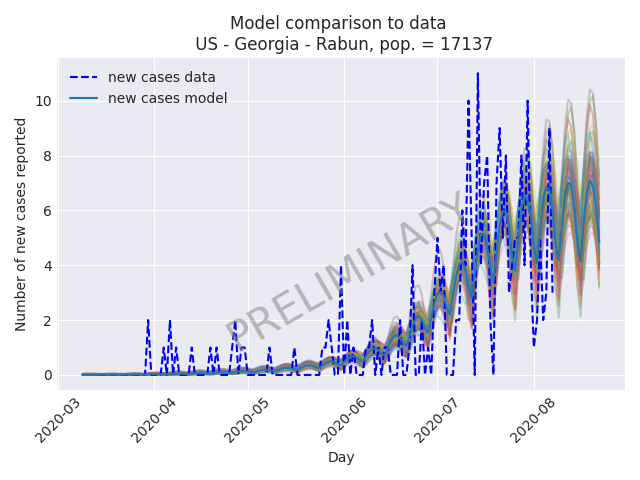 Model comparison to data
US - Georgia - Rabun, pop. = 17137
new cases data
new cases model
PRELIMINARY
Number of new cases reported
10
8
6
4
2
0
2020-03
2020-04
2020-05
2020-06
2020-07
2020-08
Day